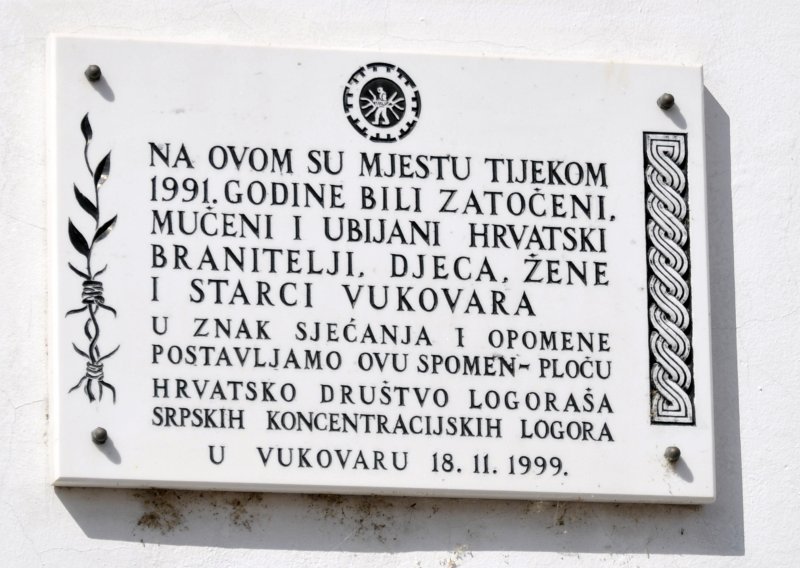 NA OVOM SU MJESTU TIJEKOM
1991. GODINE BILI ZATOČENI,
MUČENI I UBIJANI HRVATSKI
BRANITELJI, DJECA, ŽENE
I STARCI VUKOVARA
U ZNAK SJEĆANJA I OPOMENE
POSTAVLJAMO OVU SPOMEN-PLOČU
HRVATSKO DRUŠTVO LOGORAŠA
SRPSKIH KONCENTRACIJSKIH LOGORA
U VUKOVARU 18.11.1999.